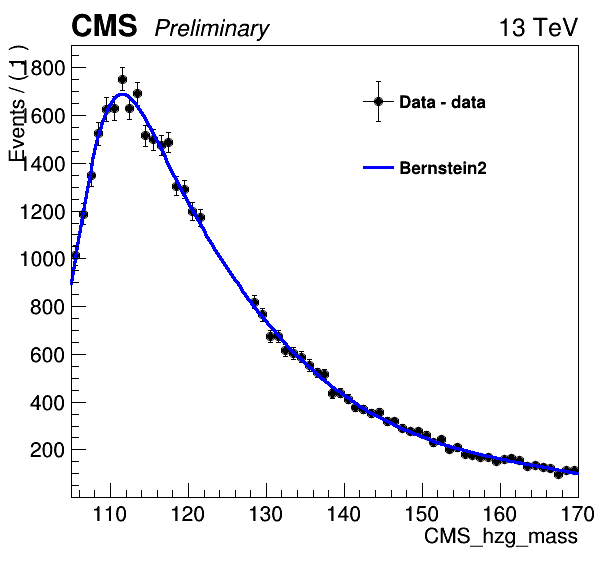 CMS Preliminary 13 TeV
Events / ( 1 )
1800
1600
1400
1200
1000
800
600
400
200
Data - data
Bernstein2
110 120 130 140 150 160 170
CMS_hzg_mass